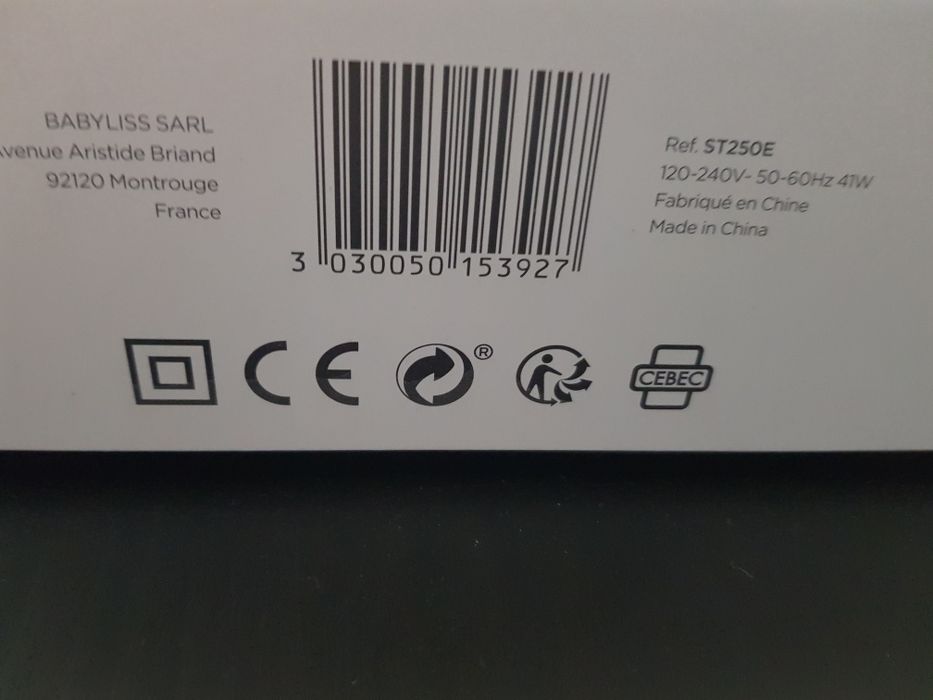 BABYLISS SARL
Avenue Aristide Briand
92120 Montrouge
France
3 030050 153927
Ref. ST250E
120-240V- 50-60Hz 41W
Fabriqué en Chine
Made in China
CE
®
CEBEC